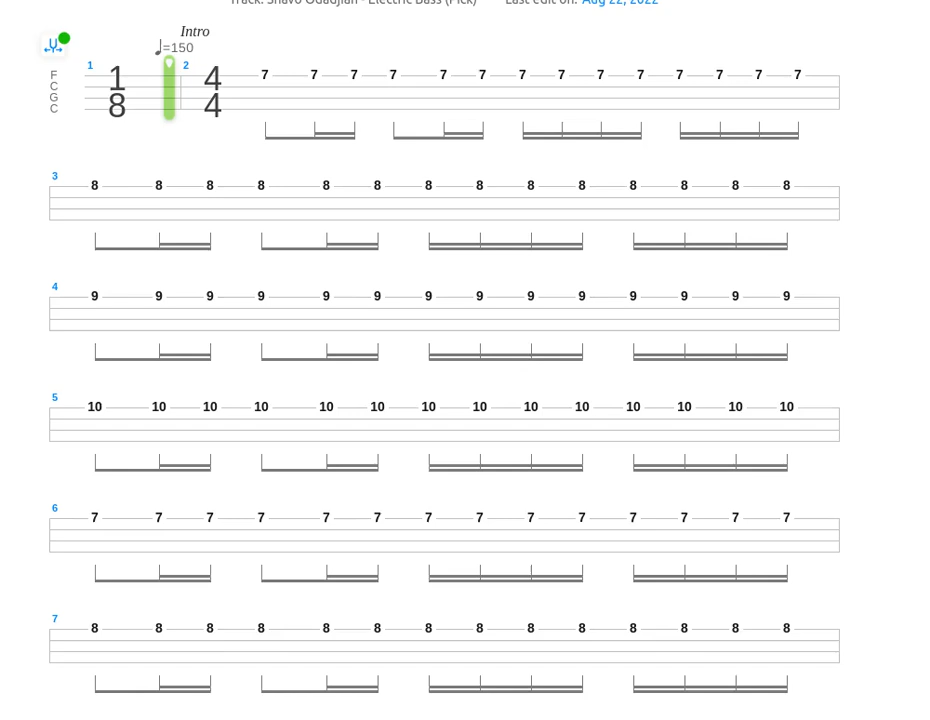 Track: Shavo Odadjian - Electric Bass (Pick) Last edit on: Aug 22, 2022
Intro
♩=150
1 2
F
C
G
C
1
8
4
4
7 7 7 7 7 7 7 7 7 7 7 7 7 7
3
8 8 8 8 8 8 8 8 8 8 8 8 8 8
4
9 9 9 9 9 9 9 9 9 9 9 9 9 9
5
10 10 10 10 10 10 10 10 10 10 10 10 10 10
6
7 7 7 7 7 7 7 7 7 7 7 7 7 7
7
8 8 8 8 8 8 8 8 8 8 8 8 8 8